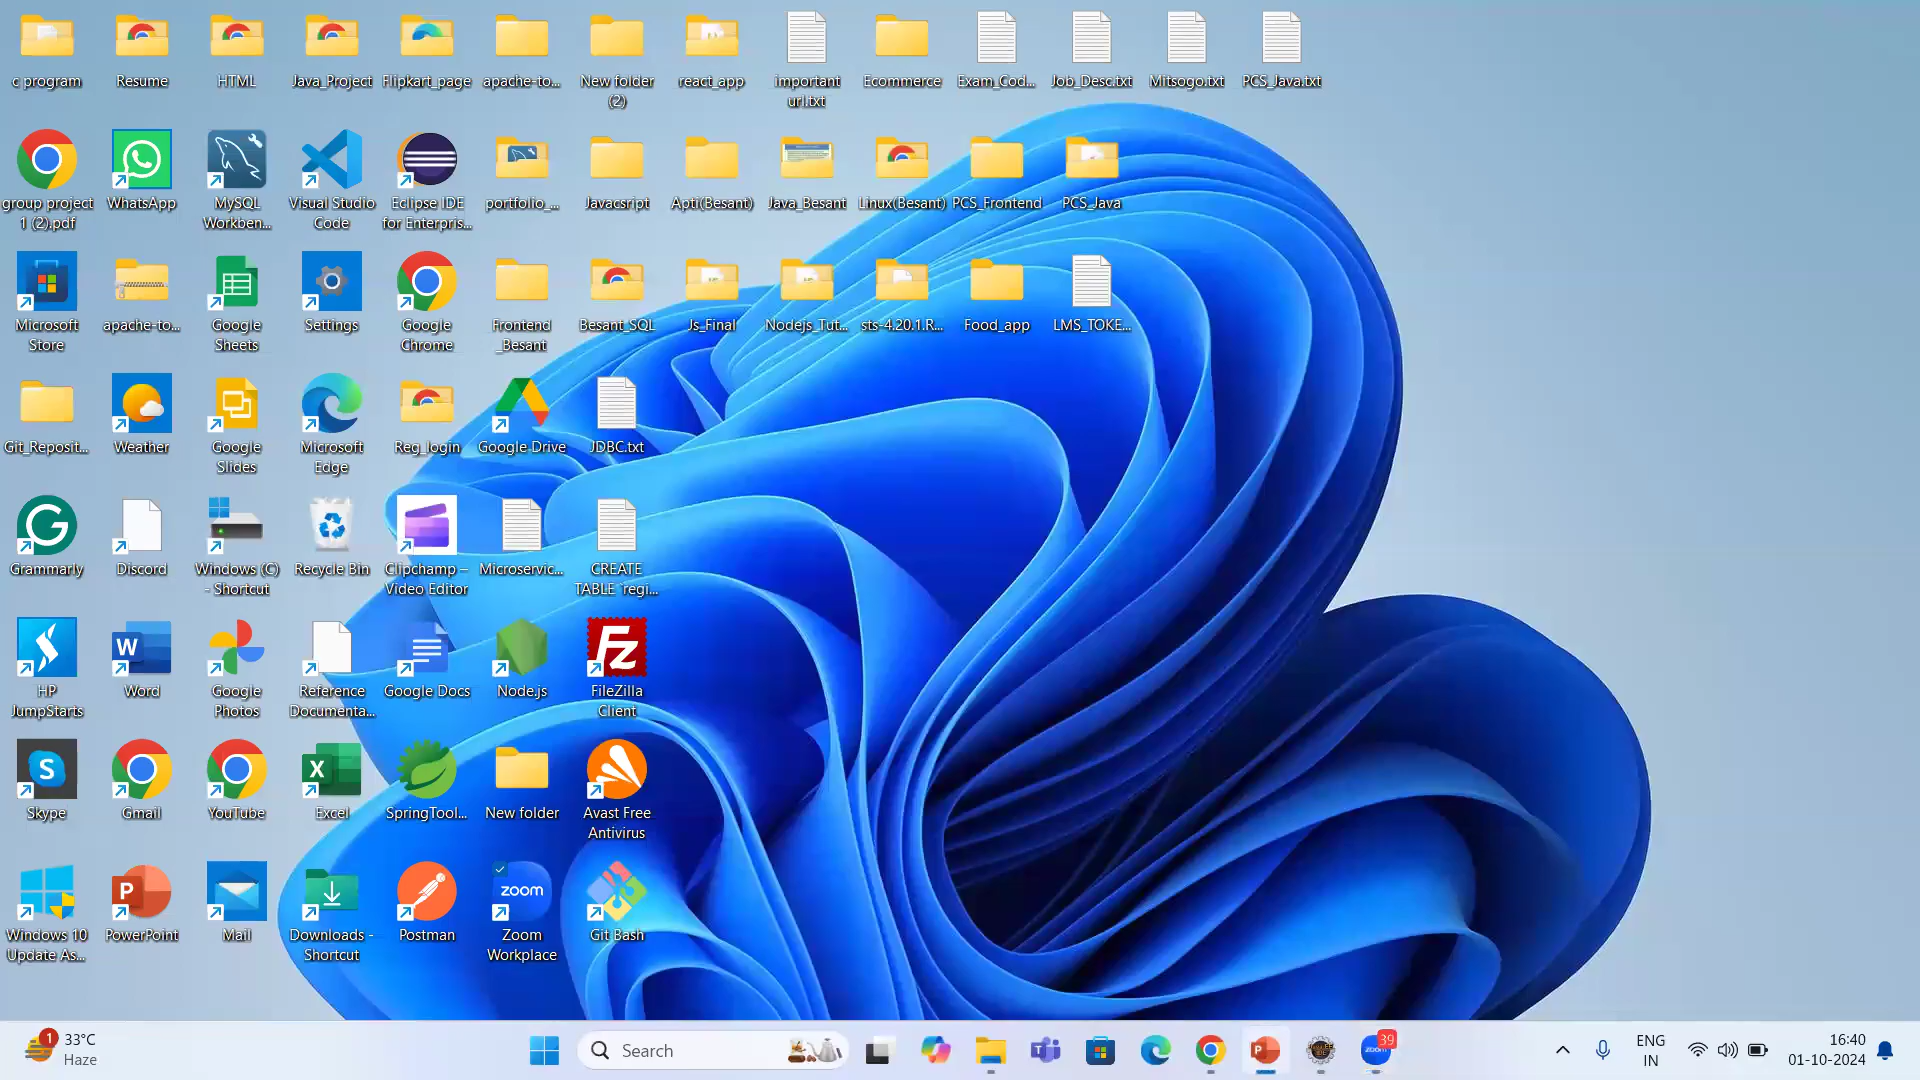 c program
Resume
HTML
Java_Project
Flipkart_page
apache-to...
New folder
(2)
react_app
important
url.txt
Ecommerce
Exam_Cod...
Job_Desc.txt
Mitsogo.txt
PCS_Java.txt
group project
1 (2).pdf
WhatsApp
MySQL
Workben...
Visual Studio
Code
Eclipse IDE
for Enterpris...
portfolio_...
Javacsript
Apti(Besant)
Java_Besant
Linux(Besant)
PCS_Frontend
PCS_Java
Microsoft
Store
apache-to...
Google
Sheets
Settings
Google
Chrome
Frontend
_Besant
Besant_SQL
Js_Final
Nodejs_Tut...
sts-4.20.1.R...
Food_app
LMS_TOKE...
Git_Reposit...
Weather
Google
Slides
Microsoft
Edge
Reg_login
Google Drive
JDBC.txt
Grammarly
Discord
Windows (C)
- Shortcut
Recycle Bin
Clipchamp –
Video Editor
Microservic...
CREATE
TABLE `regi...
HP
JumpStarts
W
Word
Google
Photos
Reference
Documenta...
Google Docs
Node.js
Fz
FileZilla
Client
S
Skype
Gmail
YouTube
X
Excel
SpringTool...
New folder
Avast Free
Antivirus
Windows 10
Update As...
P
PowerPoint
Mail
Downloads -
Shortcut
Postman
zoom
Zoom
Workplace
Git Bash
1
33°C
Haze
Search
P
zoom
39
ENG
IN
16:40
01-10-2024